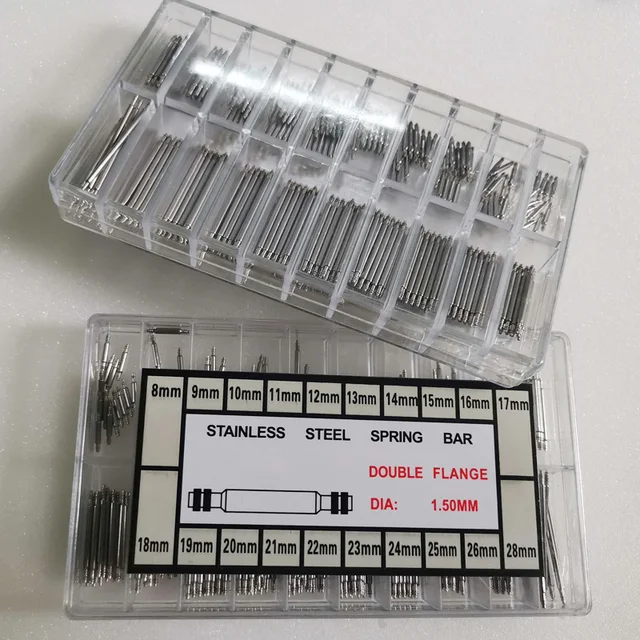 8mm 9mm 10mm 11mm 12mm 13mm 14mm 15mm 16mm 17mm
STAINLESS STEEL SPRING BAR
DOUBLE FLANGE
DIA: 1.50MM
18mm 19mm 20mm 21mm 22mm 23mm 24mm 25mm 26mm 28mm